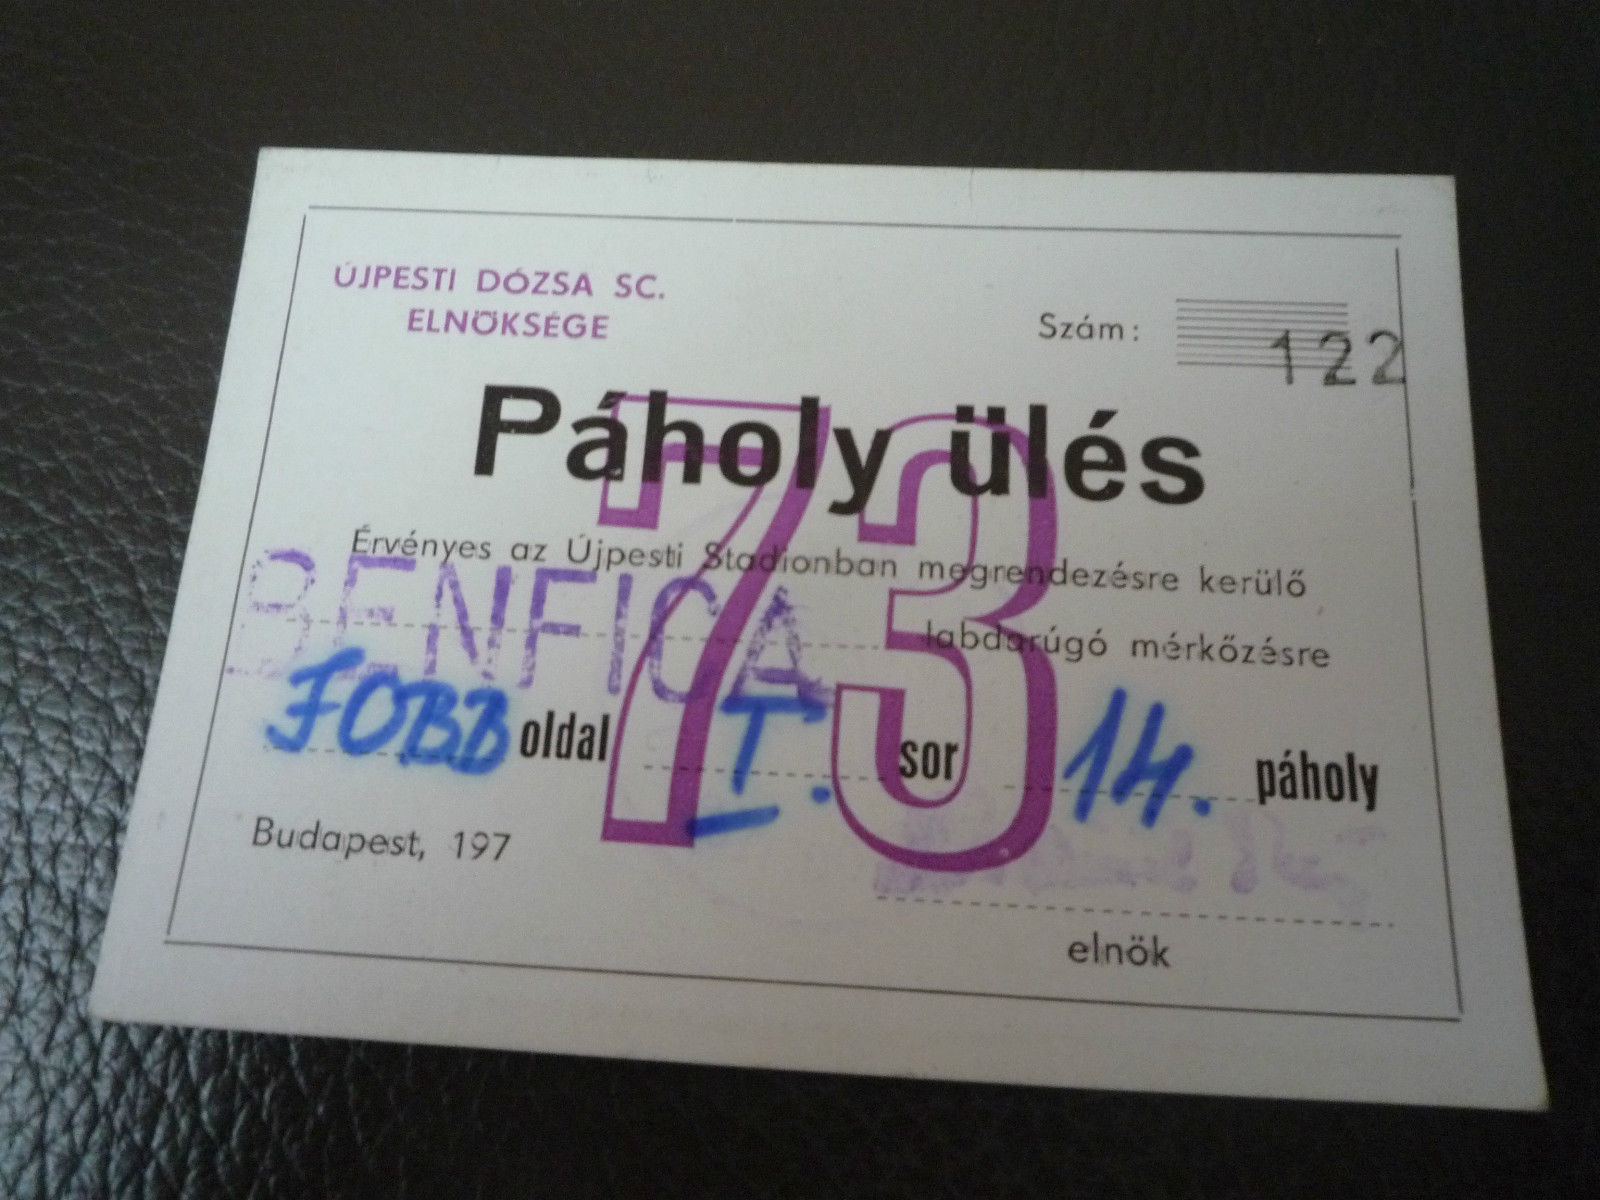 ÚJPESTI DÓZSA SC.
ELNÖKSÉGE
Szám: 122
Páholy ülés
73
Érvényes az Újpesti Stadionban megrendezésre kerülő
BENFICA labdarúgó mérkőzésre
JOBB oldal I. sor 14. páholy
Budapest, 197
elnök